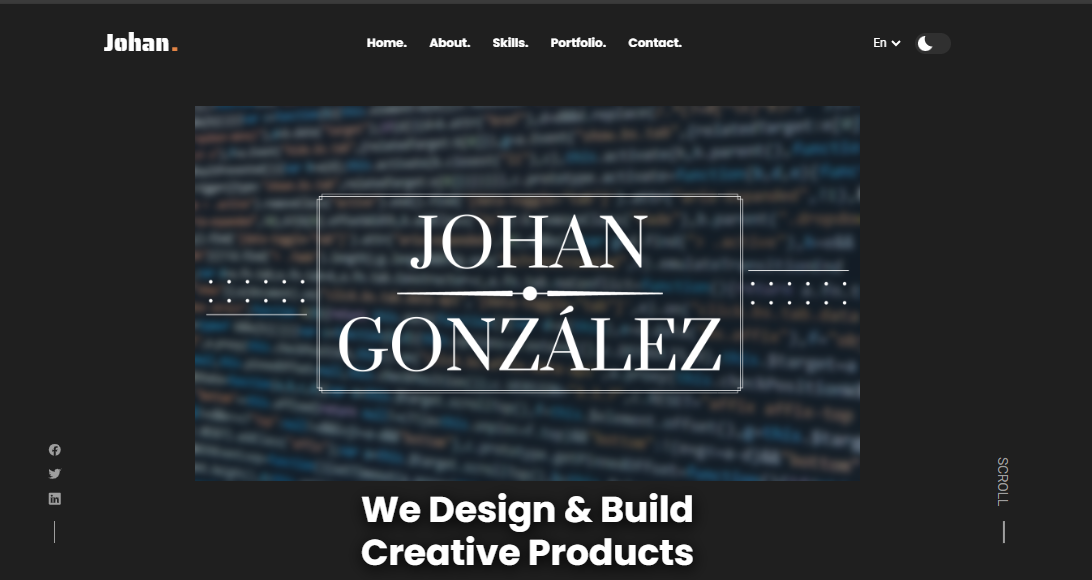 Johan.
Home. About. Skills. Portfolio. Contact.
En
JOHAN
GONZÁLEZ
SCROLL
We Design & Build
Creative Products